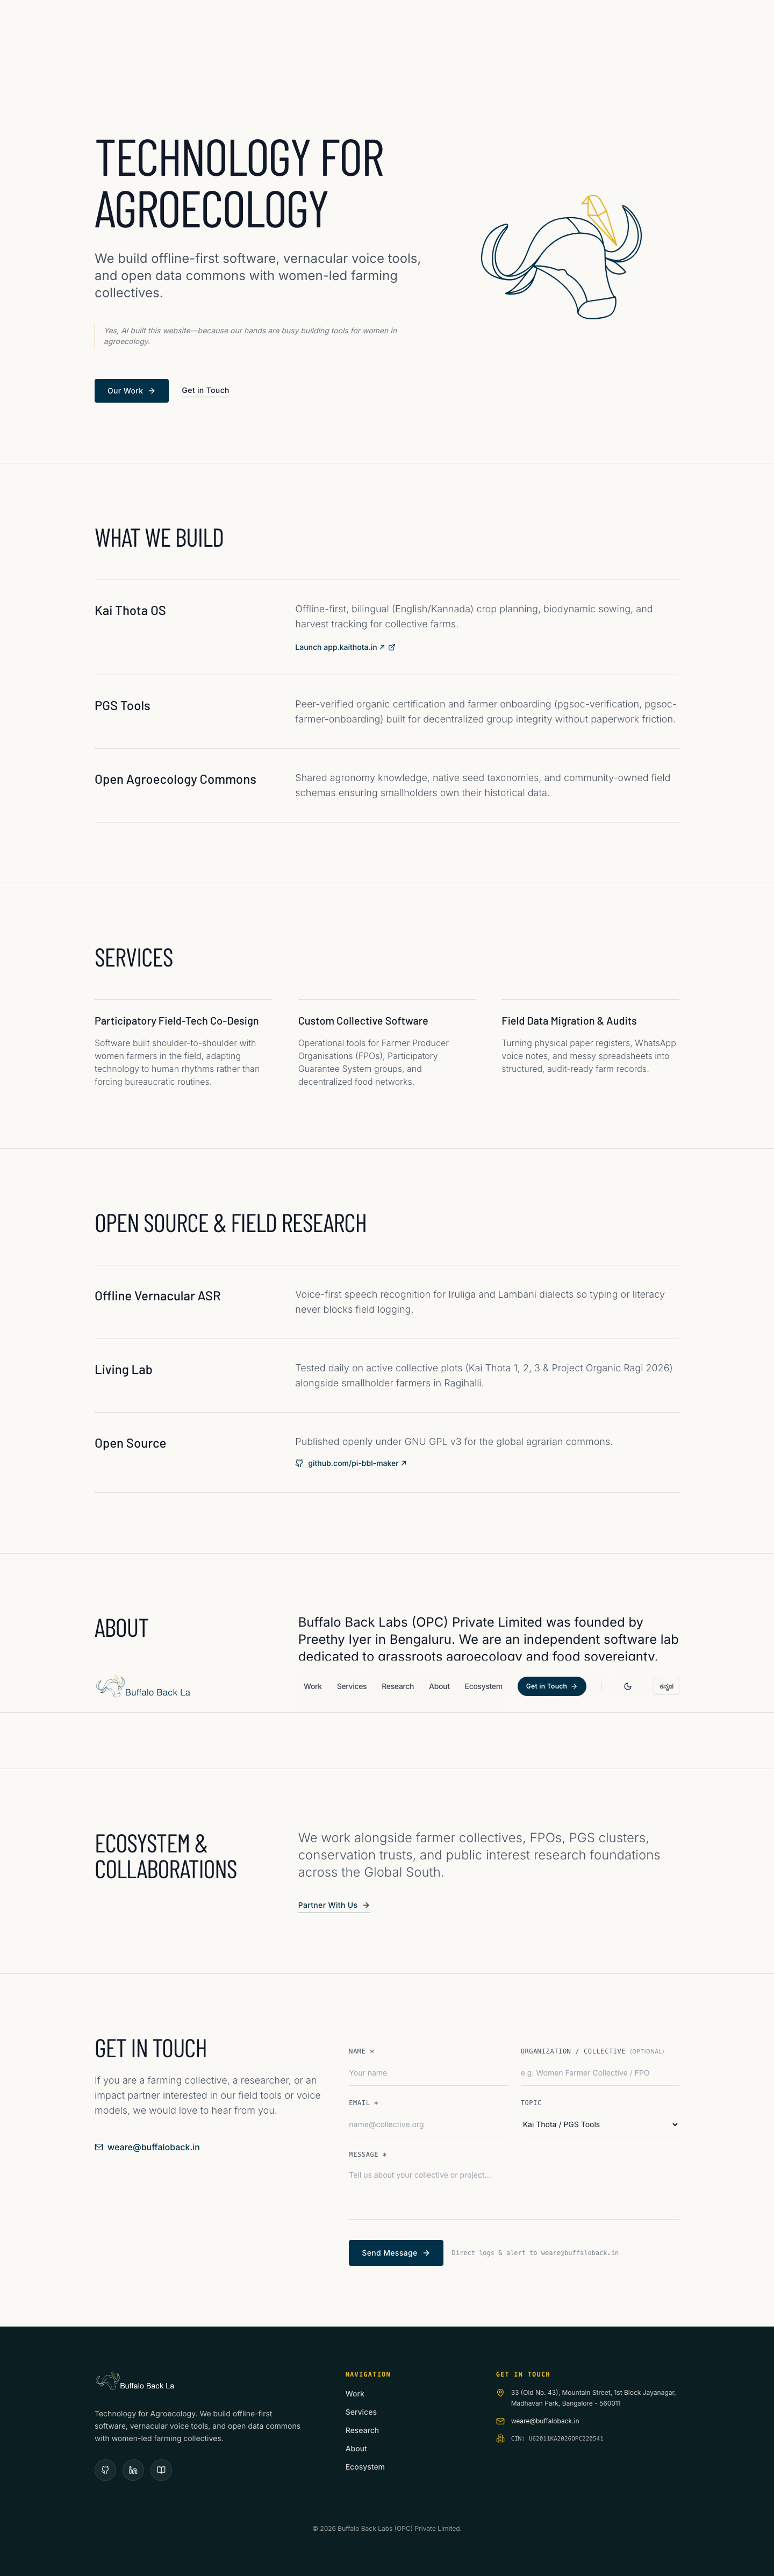 TECHNOLOGY FOR
AGROECOLOGY
We build offline-first software, vernacular voice tools,
and open data commons with women-led farming
collectives.
Yes, AI built this website—because our hands are busy building tools for women in
agroecology.
Our Work →
Get in Touch
WHAT WE BUILD
Kai Thota OS
Offline-first, bilingual (English/Kannada) crop planning, biodynamic sowing, and
harvest tracking for collective farms.
Launch app.kaithota.in ↗
PGS Tools
Peer-verified organic certification and farmer onboarding (pgsoc-verification, pgsoc-
farmer-onboarding) built for decentralized group integrity without paperwork friction.
Open Agroecology Commons
Shared agronomy knowledge, native seed taxonomies, and community-owned field
schemas ensuring smallholders own their historical data.
SERVICES
Participatory Field-Tech Co-Design
Software built shoulder-to-shoulder with
women farmers in the field, adapting
technology to human rhythms rather than
forcing bureaucratic routines.
Custom Collective Software
Operational tools for Farmer Producer
Organisations (FPOs), Participatory
Guarantee System groups, and
decentralized food networks.
Field Data Migration & Audits
Turning physical paper registers, WhatsApp
voice notes, and messy spreadsheets into
structured, audit-ready farm records.
OPEN SOURCE & FIELD RESEARCH
Offline Vernacular ASR
Voice-first speech recognition for Iruliga and Lambani dialects so typing or literacy
never blocks field logging.
Living Lab
Tested daily on active collective plots (Kai Thota 1, 2, 3 & Project Organic Ragi 2026)
alongside smallholder farmers in Ragihalli.
Open Source
Published openly under GNU GPL v3 for the global agrarian commons.
github.com/pi-bbl-maker ↗
ABOUT
Buffalo Back Labs (OPC) Private Limited was founded by
Preethy Iyer in Bengaluru. We are an independent software lab
dedicated to grassroots agroecology and food sovereignty.
Buffalo Back La
Work
Services
Research
About
Ecosystem
Get in Touch →
ಕನ್ನಡ
ECOSYSTEM &
COLLABORATIONS
We work alongside farmer collectives, FPOs, PGS clusters,
conservation trusts, and public interest research foundations
across the Global South.
Partner With Us →
GET IN TOUCH
If you are a farming collective, a researcher, or an
impact partner interested in our field tools or voice
models, we would love to hear from you.
weare@buffaloback.in
NAME *
Your name
ORGANIZATION / COLLECTIVE (OPTIONAL)
e.g. Women Farmer Collective / FPO
EMAIL *
name@collective.org
TOPIC
Kai Thota / PGS Tools
MESSAGE *
Tell us about your collective or project...
Send Message →
Direct logs & alert to weare@buffaloback.in
Buffalo Back La
Technology for Agroecology. We build offline-first
software, vernacular voice tools, and open data commons
with women-led farming collectives.
NAVIGATION
Work
Services
Research
About
Ecosystem
GET IN TOUCH
33 (Old No. 43), Mountain Street, 1st Block Jayanagar,
Madhavan Park, Bangalore - 560011
weare@buffaloback.in
CIN: U62011KA2026OPC220541
© 2026 Buffalo Back Labs (OPC) Private Limited.